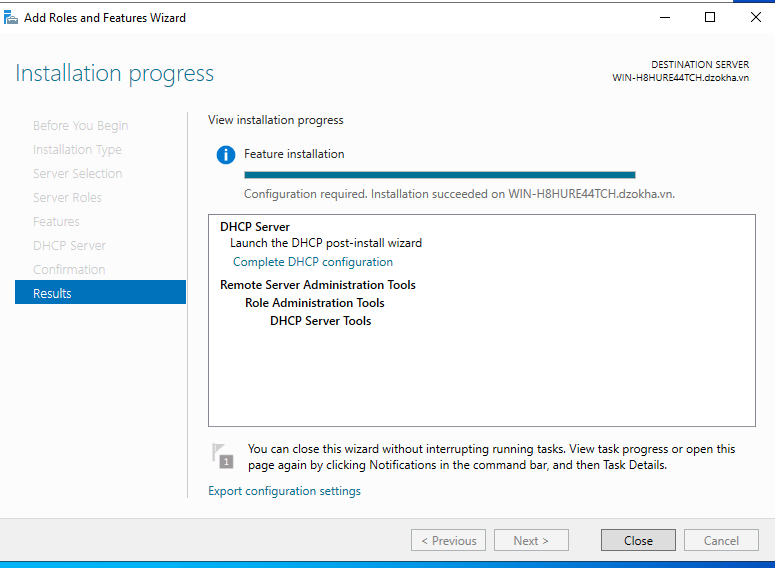 Add Roles and Features Wizard
Installation progress
DESTINATION SERVER
WIN-H8HURE44TCH.dzokha.vn
Before You Begin
Installation Type
Server Selection
Server Roles
Features
DHCP Server
Confirmation
Results
View installation progress
Feature installation
Configuration required. Installation succeeded on WIN-H8HURE44TCH.dzokha.vn.
DHCP Server
Launch the DHCP post-install wizard
Complete DHCP configuration
Remote Server Administration Tools
Role Administration Tools
DHCP Server Tools
1
You can close this wizard without interrupting running tasks. View task progress or open this
page again by clicking Notifications in the command bar, and then Task Details.
Export configuration settings
< Previous
Next >
Close
Cancel